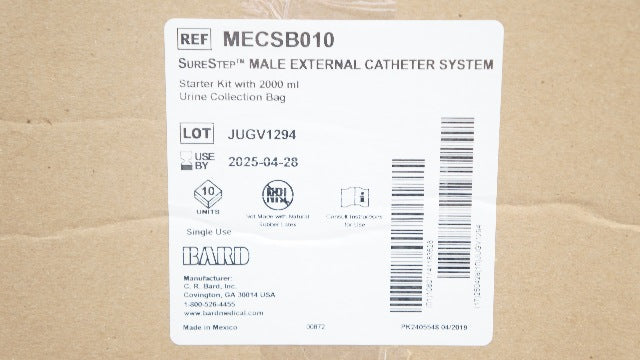 REF MECSB010
SURESTEP™ MALE EXTERNAL CATHETER SYSTEM
Starter Kit with 2000 ml
Urine Collection Bag
LOT JUGV1294
USE
BY 2025-04-28
10
UNITS
Not Made with Natural
Rubber Latex
Consult Instructions
for Use
Single Use
BARD
Manufacturer:
C. R. Bard, Inc.
Covington, GA 30014 USA
1-800-526-4455
www.bardmedical.com
Made in Mexico
PK2405548 04/2019